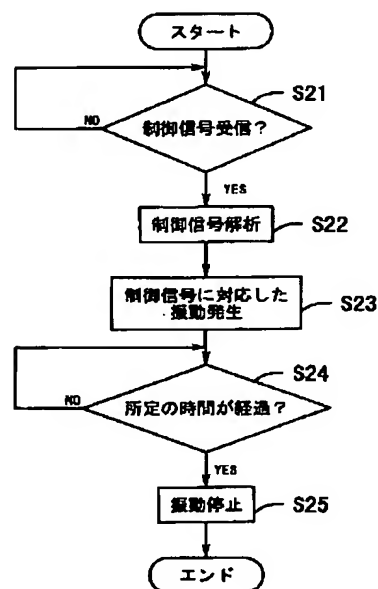 スタート
S21
制御信号受信？
NO
YES
制御信号解析
S22
制御信号に対応した
振動発生
S23
S24
所定の時間が経過？
NO
YES
振動停止
S25
エンド